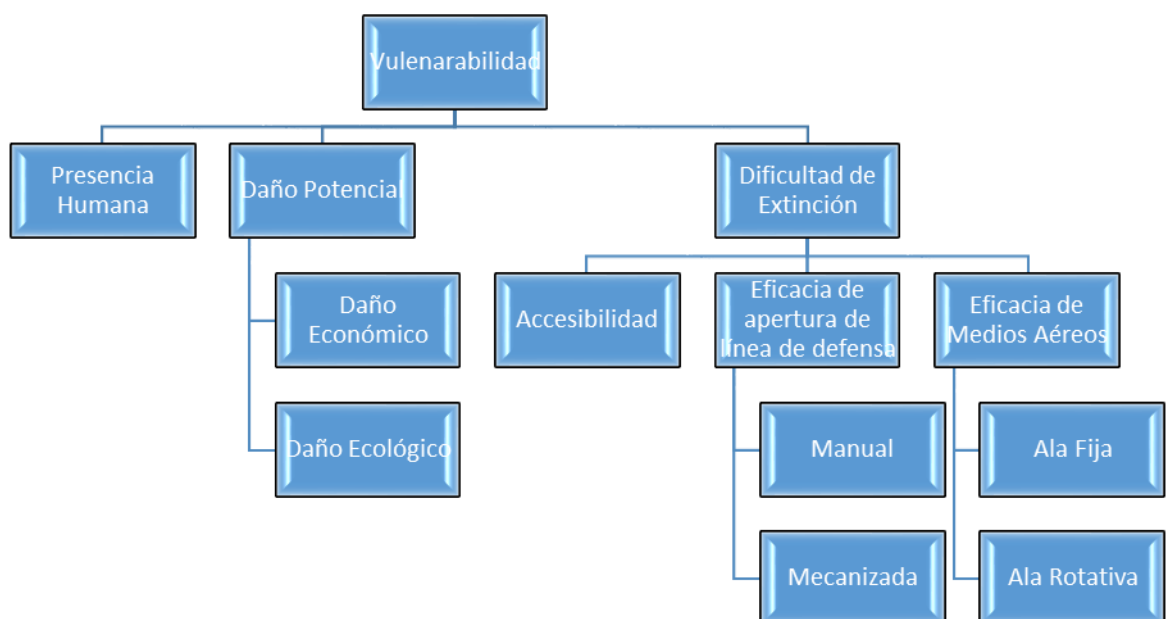 Vulenarabilidad
Presencia
Humana
Daño Potencial
Dificultad de
Extinción
Daño
Económico
Daño Ecológico
Accesibilidad
Eficacia de
apertura de
línea de defensa
Eficacia de
Medios Aéreos
Manual
Mecanizada
Ala Fija
Ala Rotativa